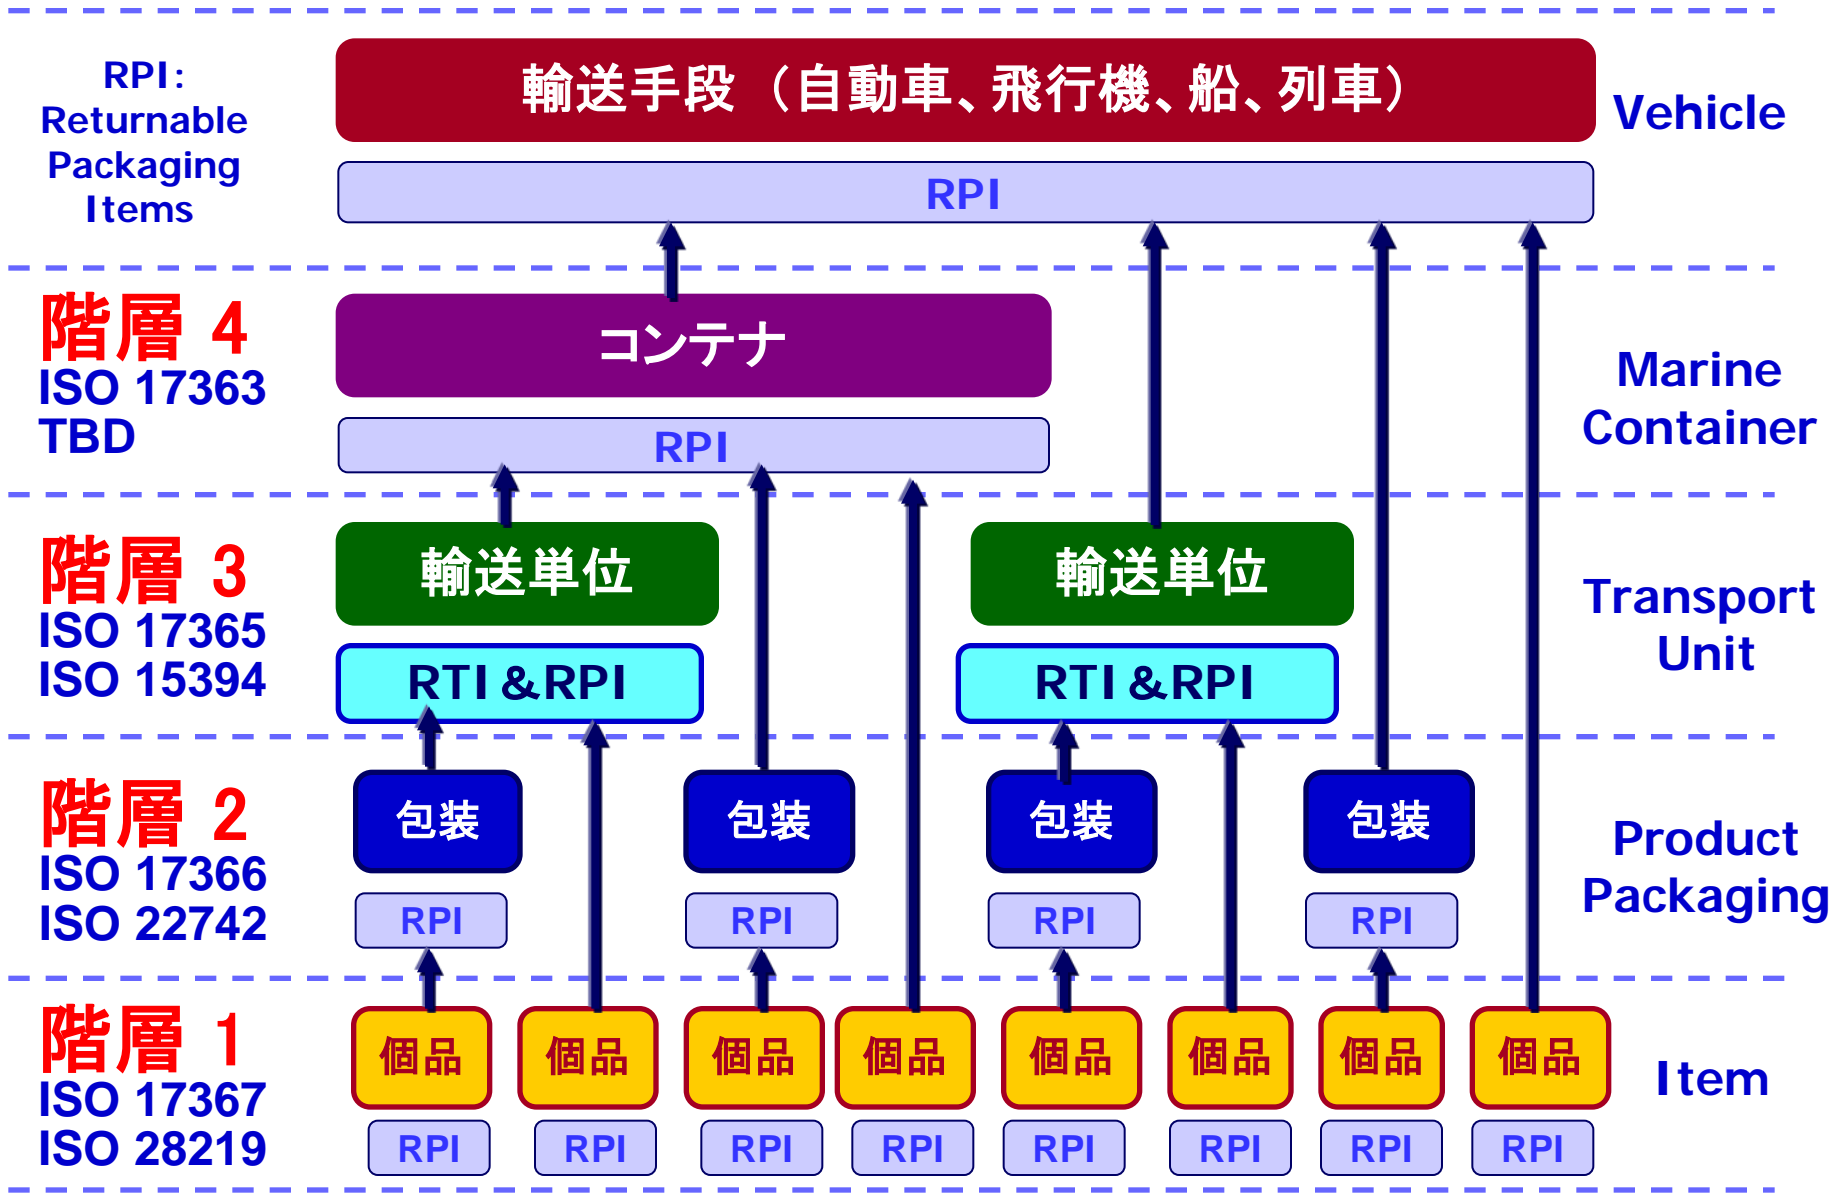 RPI:
Returnable
Packaging
Items
輸送手段（自動車、飛行機、船、列車）
Vehicle
RPI
階層 4
ISO 17363
TBD
コンテナ
Marine
Container
RPI
階層 3
ISO 17365
ISO 15394
輸送単位
輸送単位
Transport
Unit
RTI&RPI
RTI&RPI
階層 2
ISO 17366
ISO 22742
包装
包装
包装
包装
Product
Packaging
RPI
RPI
RPI
RPI
階層 1
ISO 17367
ISO 28219
個品
個品
個品
個品
個品
個品
個品
個品
Item
RPI
RPI
RPI
RPI
RPI
RPI
RPI
RPI